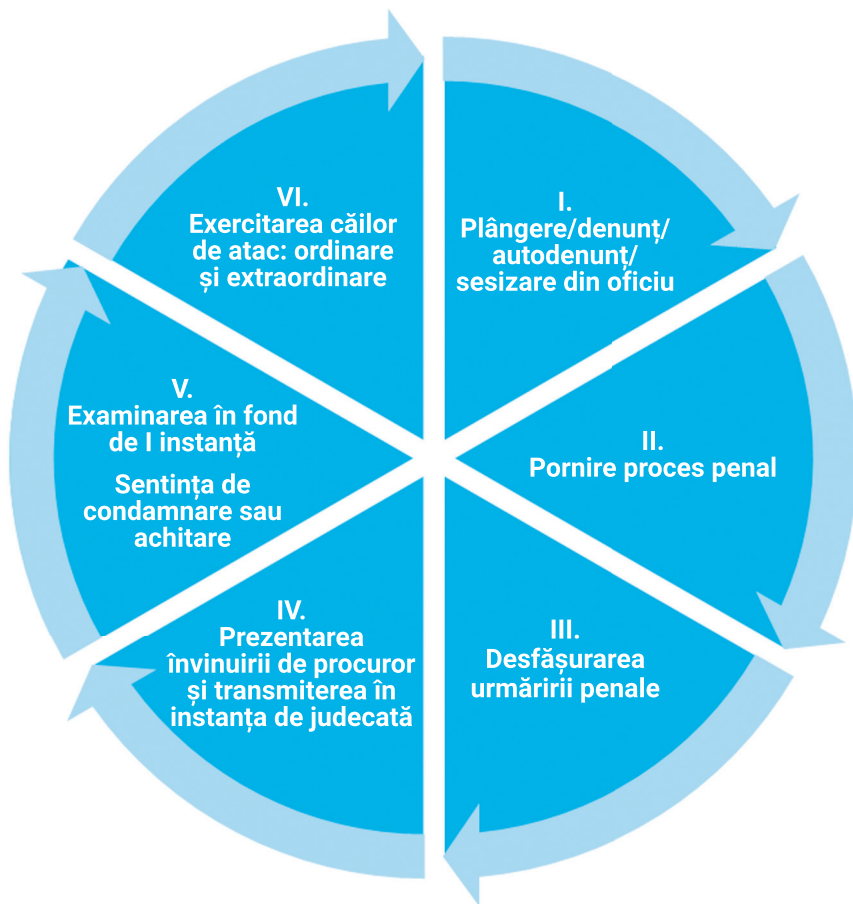 I.
Plângere/denunț/
autodenunț/
sesizare din oficiu
II.
Pornire proces penal
III.
Desfășurarea
urmăririi penale
IV.
Prezentarea
învinuirii de procuror
și transmiterea în
instanța de judecată
V.
Examinarea în fond
de I instanță
Sentința de
condamnare sau
achitare
VI.
Exercitarea căilor
de atac: ordinare
și extraordinare